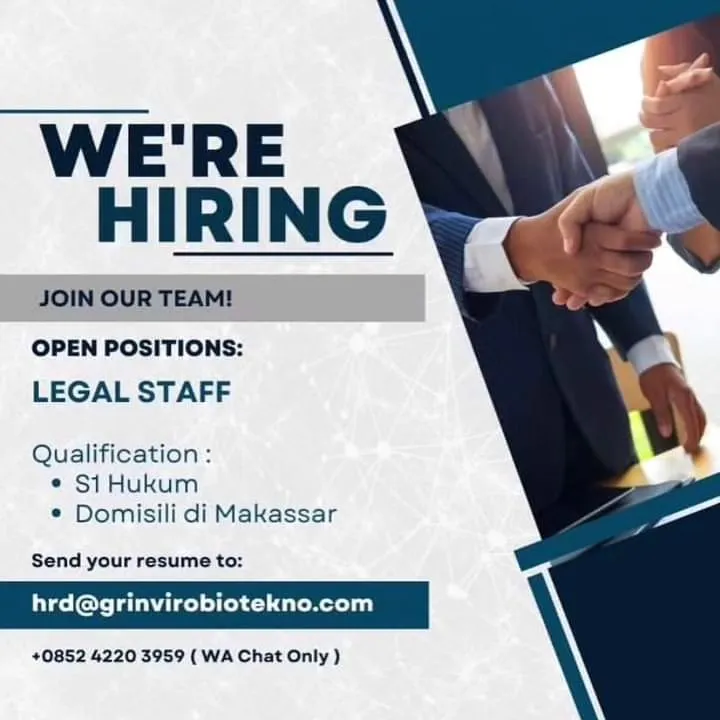 WE'RE
HIRING
JOIN OUR TEAM!
OPEN POSITIONS:
LEGAL STAFF
Qualification :
• S1 Hukum
• Domisili di Makassar
Send your resume to:
hrd@grinvirobiotekno.com
+0852 4220 3959 ( WA Chat Only )